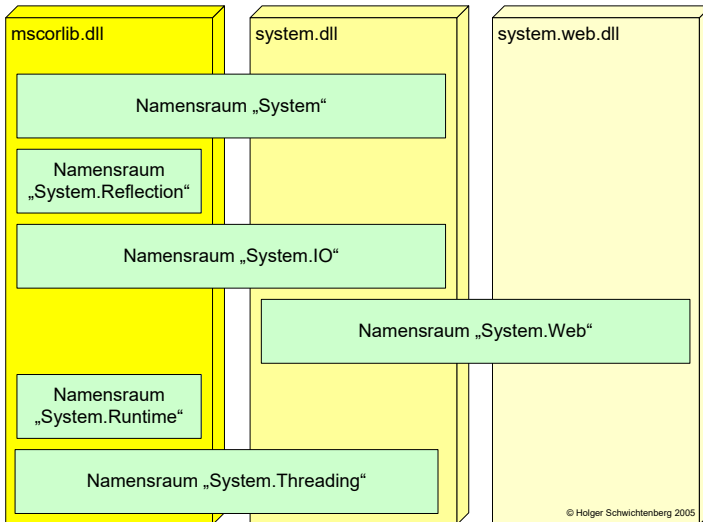 mscorlib.dll
system.dll
system.web.dll
Namensraum „System“
Namensraum
„System.Reflection“
Namensraum „System.IO“
Namensraum „System.Web“
Namensraum
„System.Runtime“
Namensraum „System.Threading“
© Holger Schwichtenberg 2005